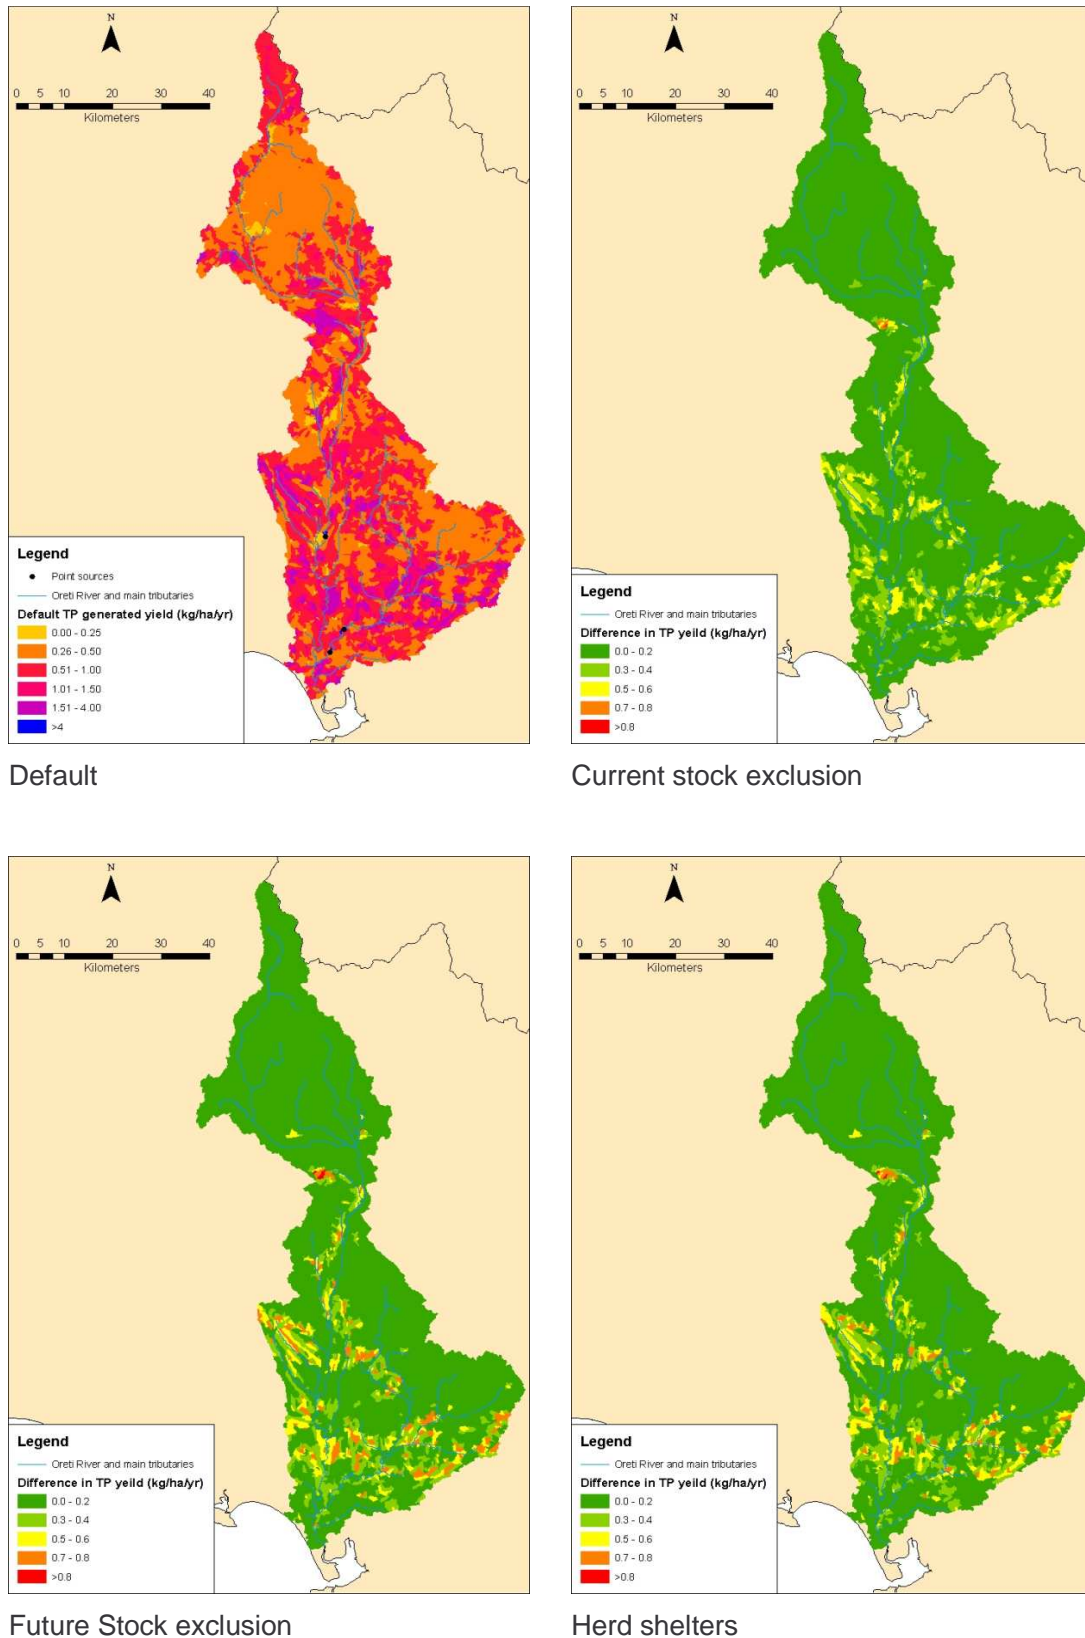 N
0 5 10 20 30 40
Kilometers
Legend
Point sources
Oreti River and main tributaries
Default TP generated yield (kg/ha/yr)
0.00 - 0.25
0.26 - 0.50
0.51 - 1.00
1.01 - 1.50
1.51 - 4.00
>4
Default
N
0 5 10 20 30 40
Kilometers
Legend
Oreti River and main tributaries
Difference in TP yeild (kg/ha/yr)
0.0 - 0.2
0.3 - 0.4
0.5 - 0.6
0.7 - 0.8
>0.8
Current stock exclusion
N
0 5 10 20 30 40
Kilometers
Legend
Oreti River and main tributaries
Difference in TP yeild (kg/ha/yr)
0.0 - 0.2
0.3 - 0.4
0.5 - 0.6
0.7 - 0.8
>0.8
Future Stock exclusion
N
0 5 10 20 30 40
Kilometers
Legend
Oreti River and main tributaries
Difference in TP yeild (kg/ha/yr)
0.0 - 0.2
0.3 - 0.4
0.5 - 0.6
0.7 - 0.8
>0.8
Herd shelters